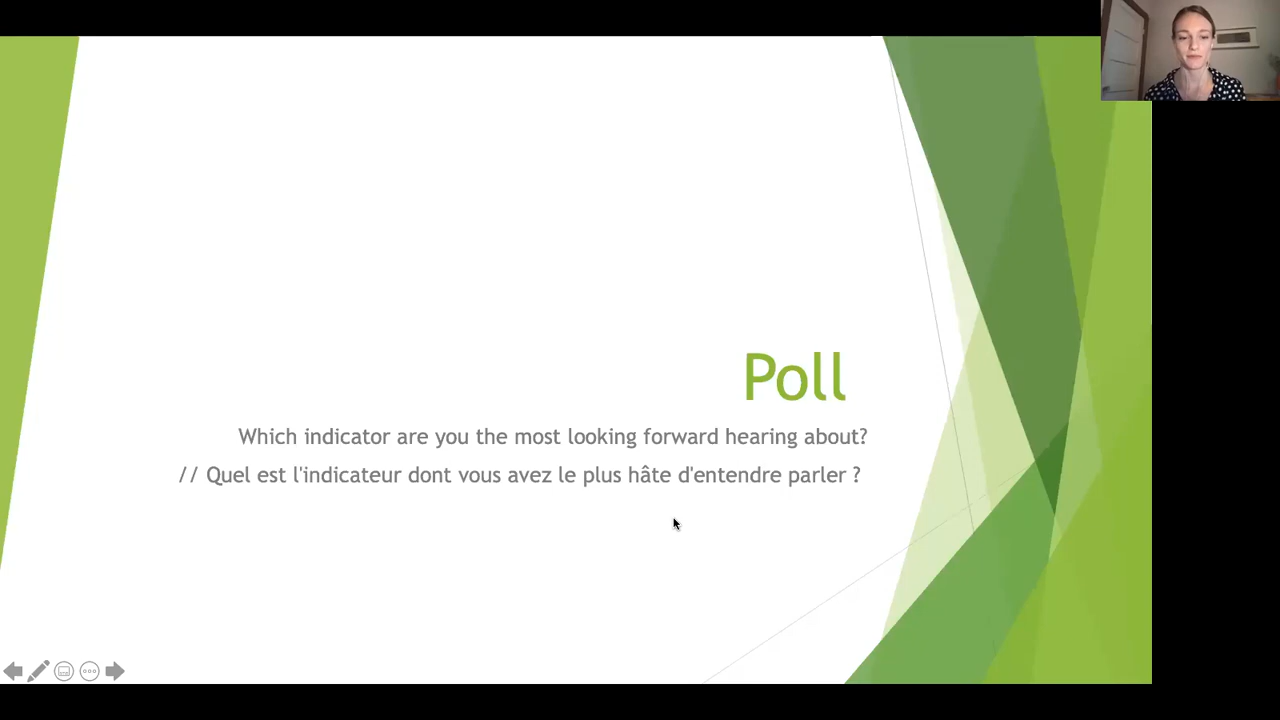 Poll
Which indicator are you the most looking forward hearing about?
// Quel est l'indicateur dont vous avez le plus hâte d'entendre parler ?